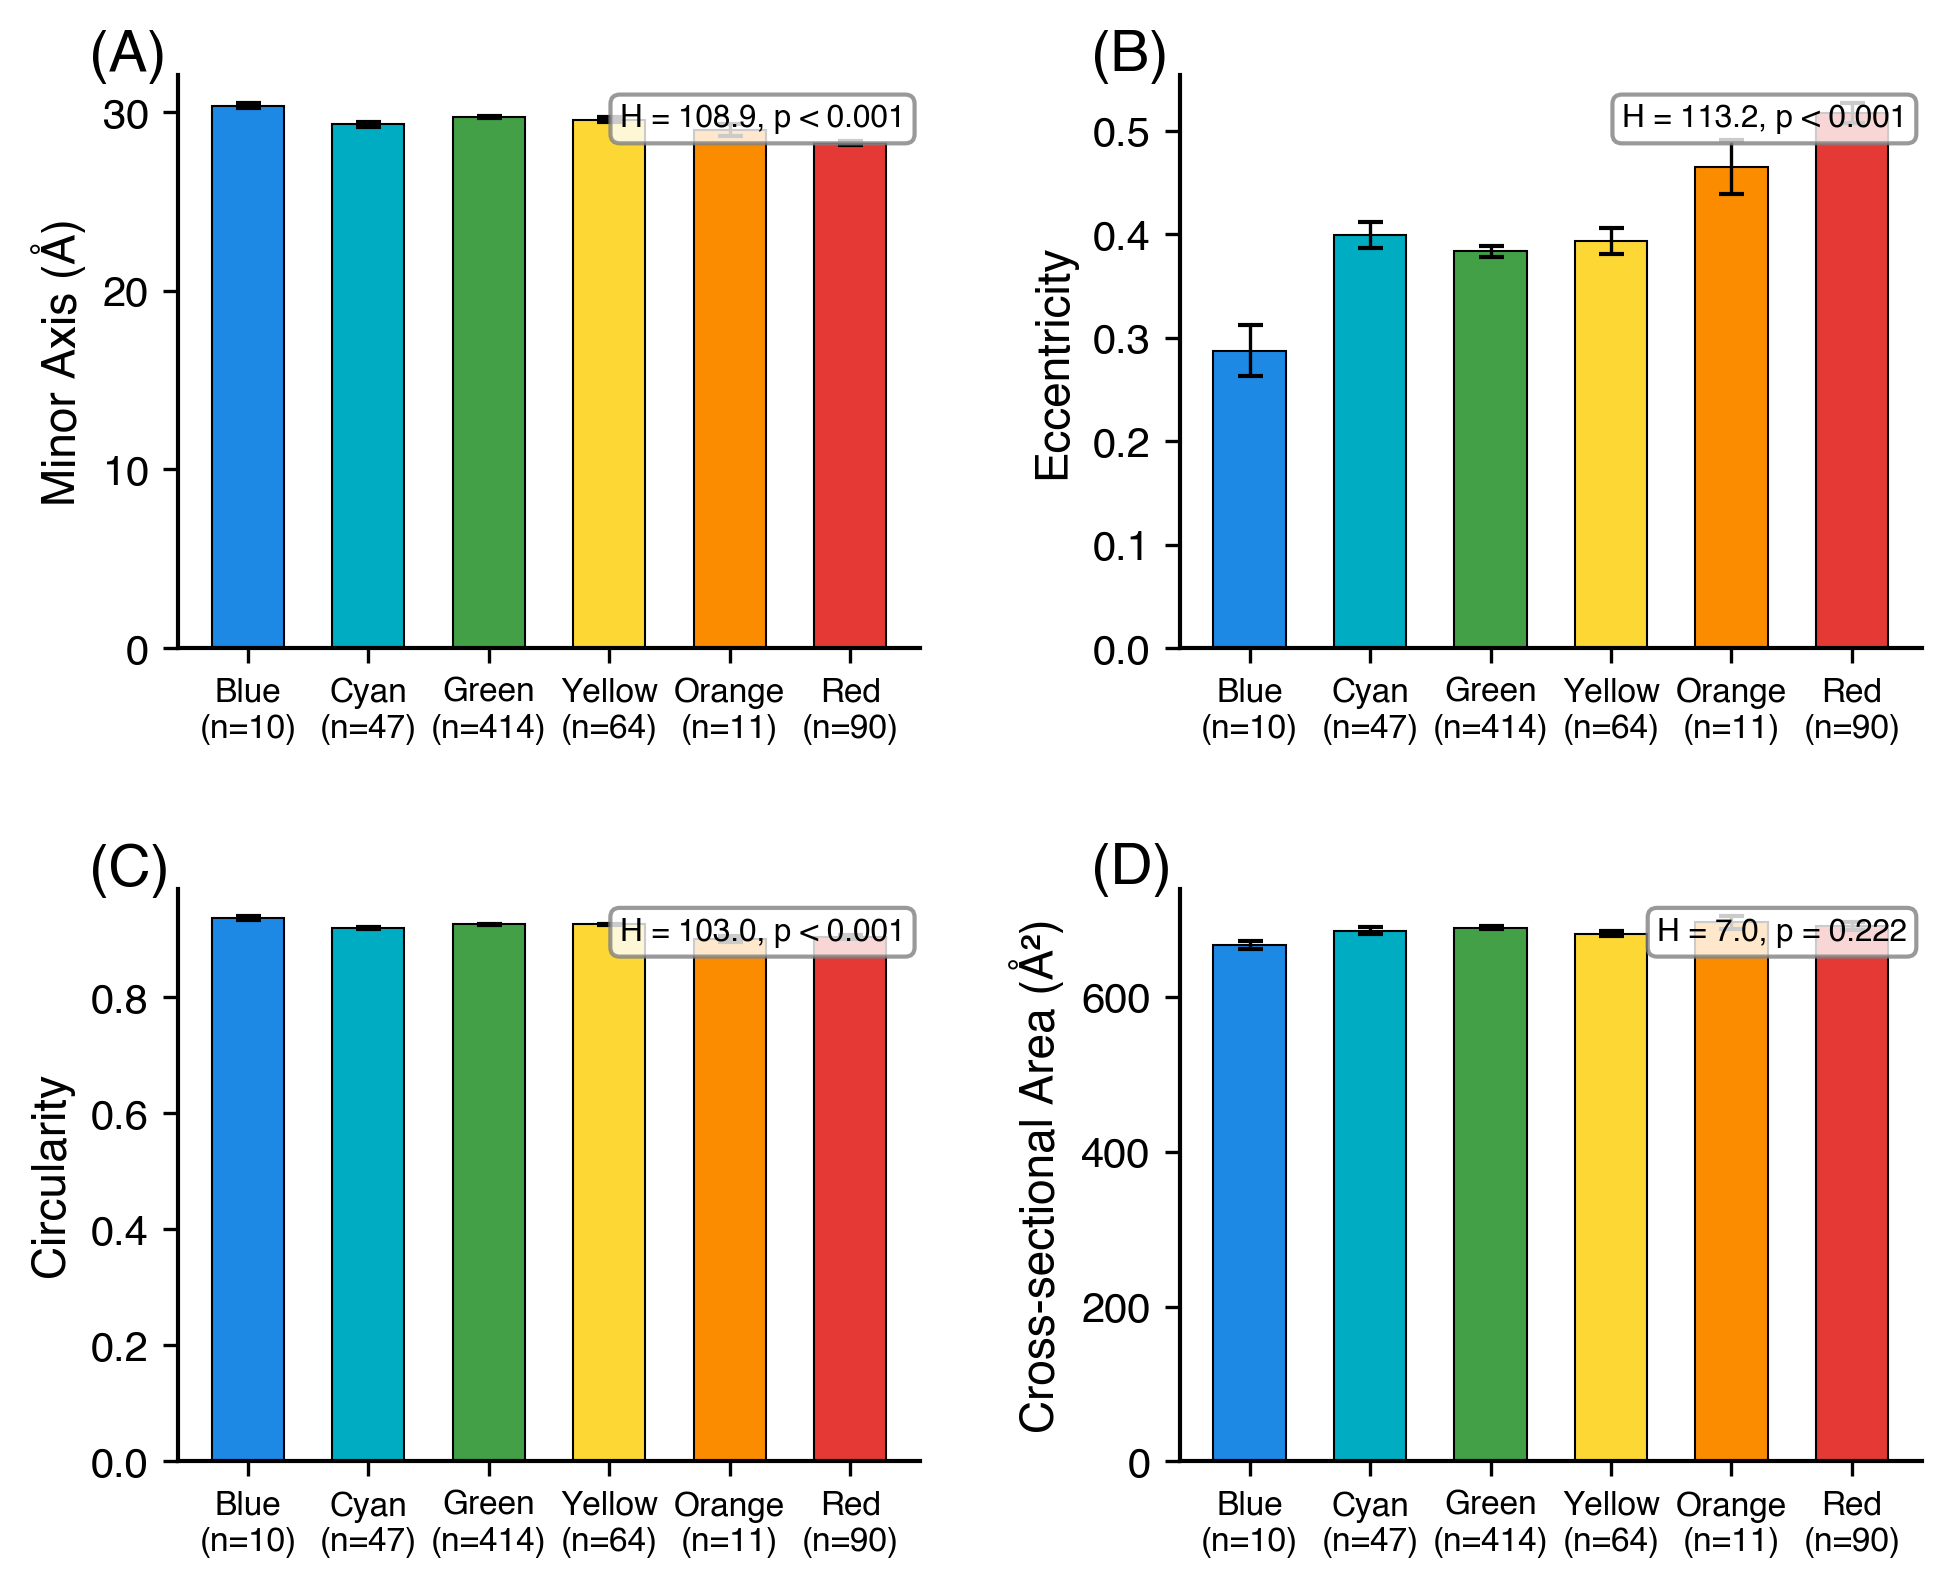 (A)
H = 108.9, p < 0.001
Minor Axis (Å)
30
20
10
0
Blue
(n=10)
Cyan
(n=47)
Green
(n=414)
Yellow
(n=64)
Orange
(n=11)
Red
(n=90)
(B)
H = 113.2, p < 0.001
Eccentricity
0.5
0.4
0.3
0.2
0.1
0.0
Blue
(n=10)
Cyan
(n=47)
Green
(n=414)
Yellow
(n=64)
Orange
(n=11)
Red
(n=90)
(C)
H = 103.0, p < 0.001
Circularity
0.8
0.6
0.4
0.2
0.0
Blue
(n=10)
Cyan
(n=47)
Green
(n=414)
Yellow
(n=64)
Orange
(n=11)
Red
(n=90)
(D)
H = 7.0, p = 0.222
Cross-sectional Area (Å²)
600
400
200
0
Blue
(n=10)
Cyan
(n=47)
Green
(n=414)
Yellow
(n=64)
Orange
(n=11)
Red
(n=90)